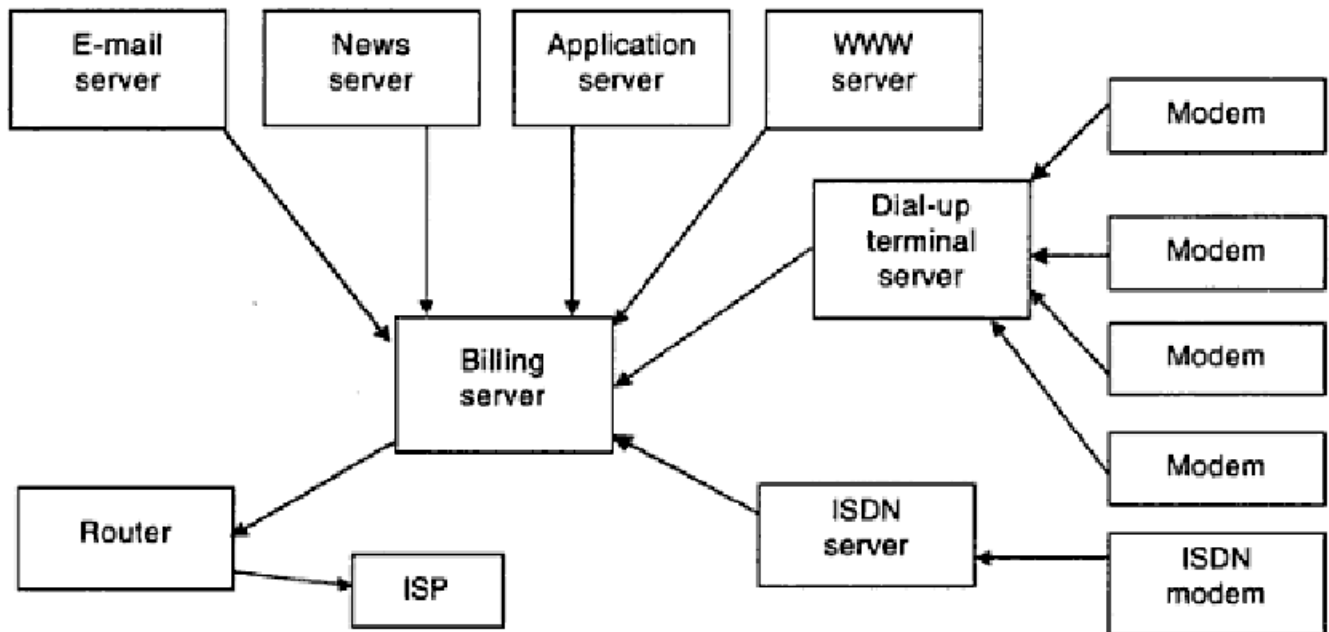 E-mail
server
News
server
Application
server
WWW
server
Modem
Dial-up
terminal
server
Modem
Modem
Billing
server
Modem
Router
ISDN
server
ISP
ISDN
modem